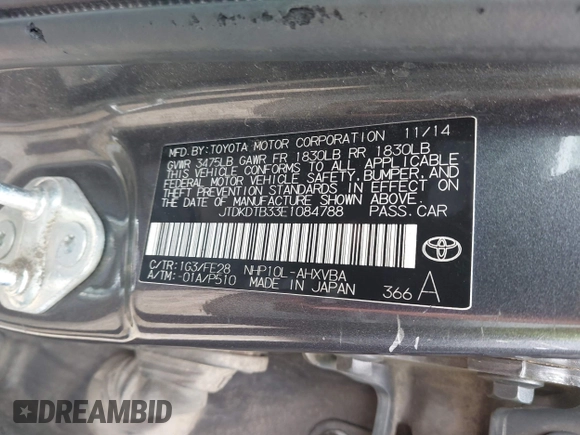 MFD. BY: TOYOTA MOTOR CORPORATION 11/14
GVWR 3475LB GAWR FR 1830LB RR 1830LB
THIS VEHICLE CONFORMS TO ALL APPLICABLE
FEDERAL MOTOR VEHICLE SAFETY, BUMPER, AND
THEFT PREVENTION STANDARDS IN EFFECT ON
THE DATE OF MANUFACTURE SHOWN ABOVE.
JTDKDTB33E1084788 PASS. CAR
TOYOTA
C/TR: 1G3/FE28 NHP10L-AHXVBA
A/TM: -01A/P510 MADE IN JAPAN 366 A
DREAMBID